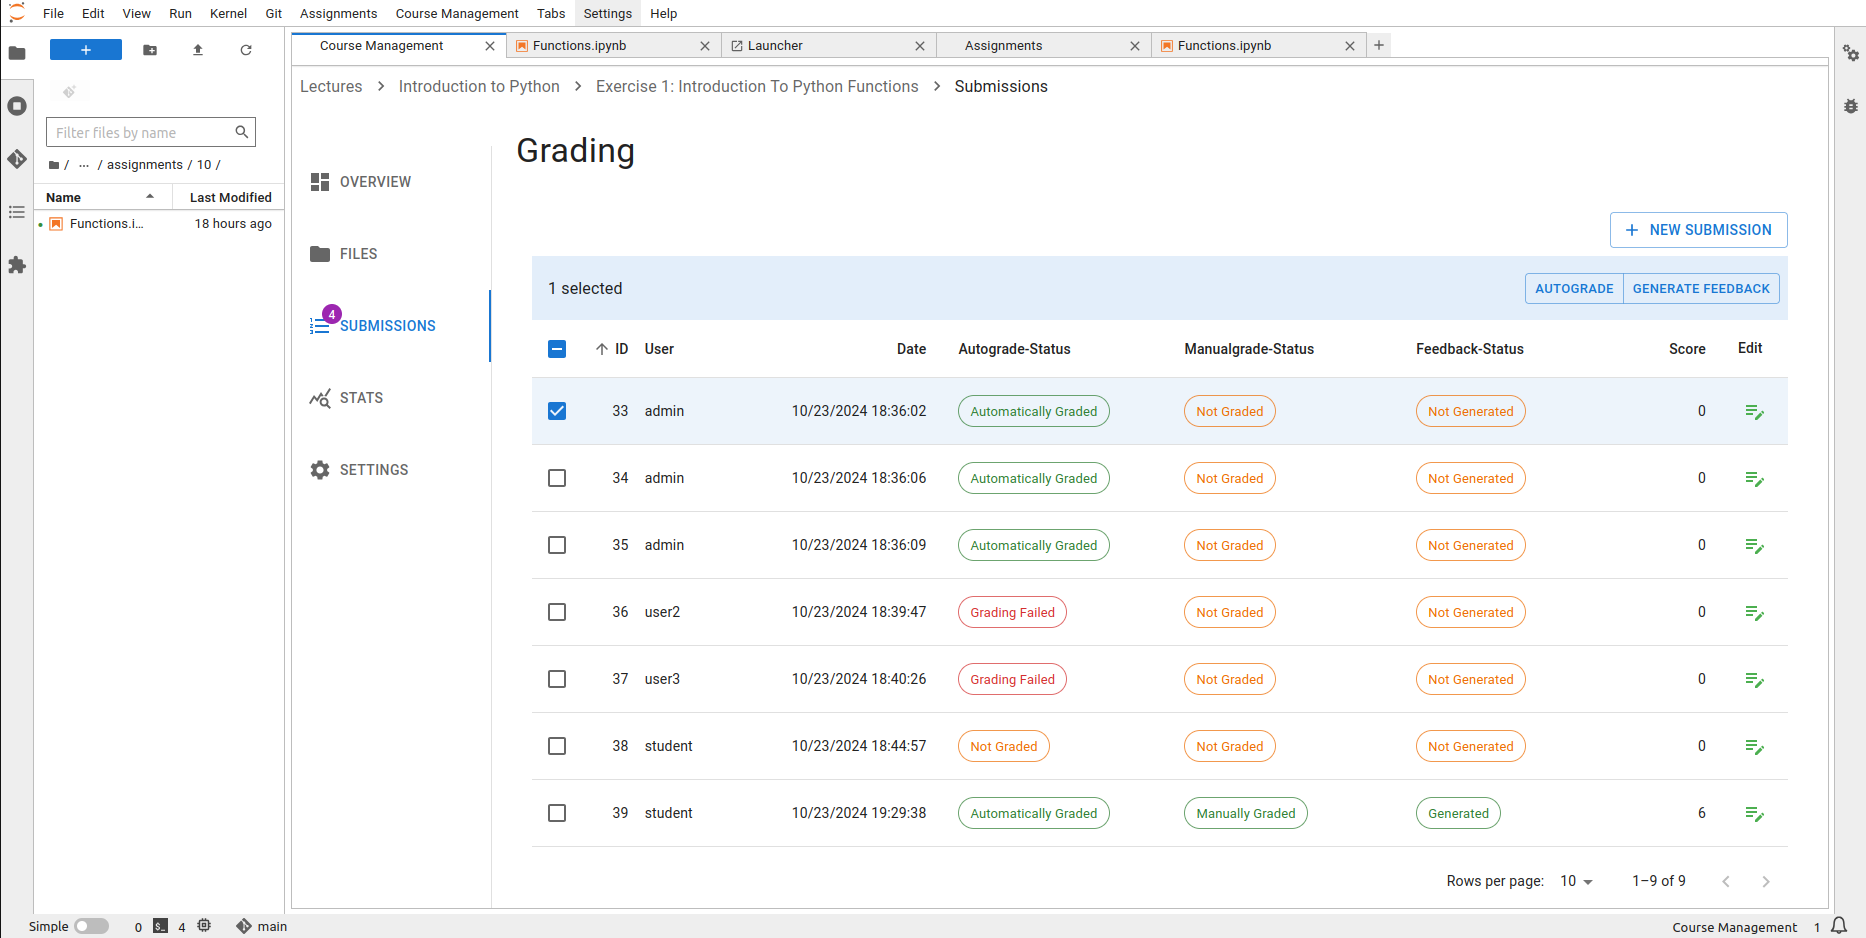 File Edit View Run Kernel Git Assignments Course Management Tabs Settings Help
Course Management Functions.ipynb Launcher Assignments Functions.ipynb
Filter files by name
/ ... / assignments / 10 /
Name Last Modified
Functions.i... 18 hours ago
Lectures > Introduction to Python > Exercise 1: Introduction To Python Functions > Submissions
OVERVIEW
FILES
4
SUBMISSIONS
STATS
SETTINGS
Grading
+ NEW SUBMISSION
1 selected AUTOGRADE GENERATE FEEDBACK
ID User Date Autograde-Status Manualgrade-Status Feedback-Status Score Edit
33 admin 10/23/2024 18:36:02 Automatically Graded Not Graded Not Generated 0
34 admin 10/23/2024 18:36:06 Automatically Graded Not Graded Not Generated 0
35 admin 10/23/2024 18:36:09 Automatically Graded Not Graded Not Generated 0
36 user2 10/23/2024 18:39:47 Grading Failed Not Graded Not Generated 0
37 user3 10/23/2024 18:40:26 Grading Failed Not Graded Not Generated 0
38 student 10/23/2024 18:44:57 Not Graded Not Graded Not Generated 0
39 student 10/23/2024 19:29:38 Automatically Graded Manually Graded Generated 6
Rows per page: 10 1–9 of 9
Simple 0 4 main Course Management 1